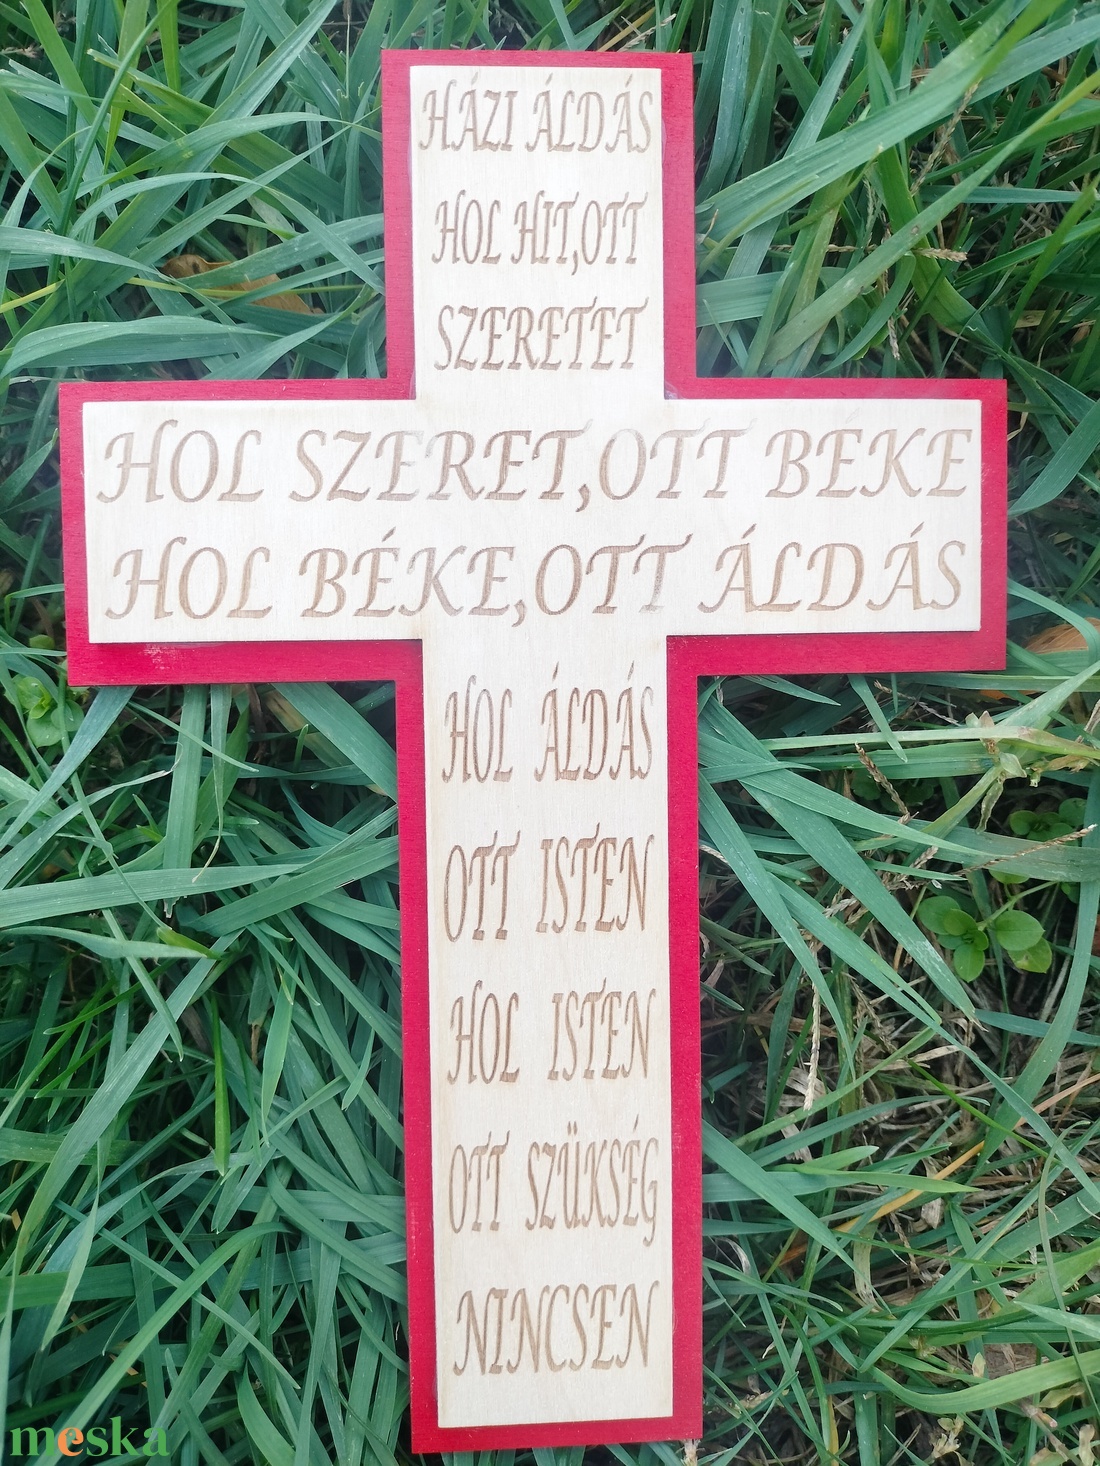 HÁZI ÁLDÁS
HOL HIT,OTT
SZERETET
HOL SZERET,OTT BÉKE
HOL BÉKE,OTT ÁLDÁS
HOL ÁLDÁS
OTT ISTEN
HOL ISTEN
OTT SZÜKSÉG
NINCSEN
meska